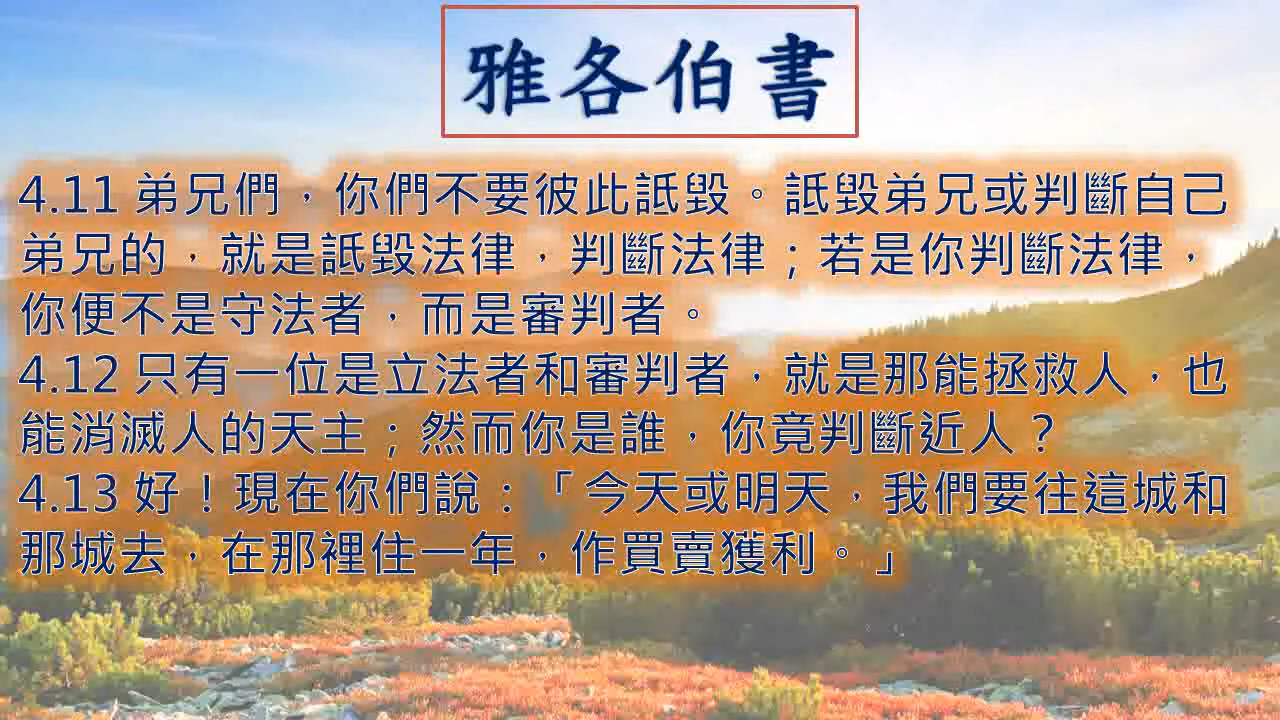 雅各伯書
4.11 弟兄們，你們不要彼此詆毀。詆毀弟兄或判斷自己
弟兄的，就是詆毀法律，判斷法律；若是你判斷法律，
你便不是守法者，而是審判者。
4.12 只有一位是立法者和審判者，就是那能拯救人，也
能消滅人的天主；然而你是誰，你竟判斷近人？
4.13 好！現在你們說：「今天或明天，我們要往這城和
那城去，在那裡住一年，作買賣獲利。」